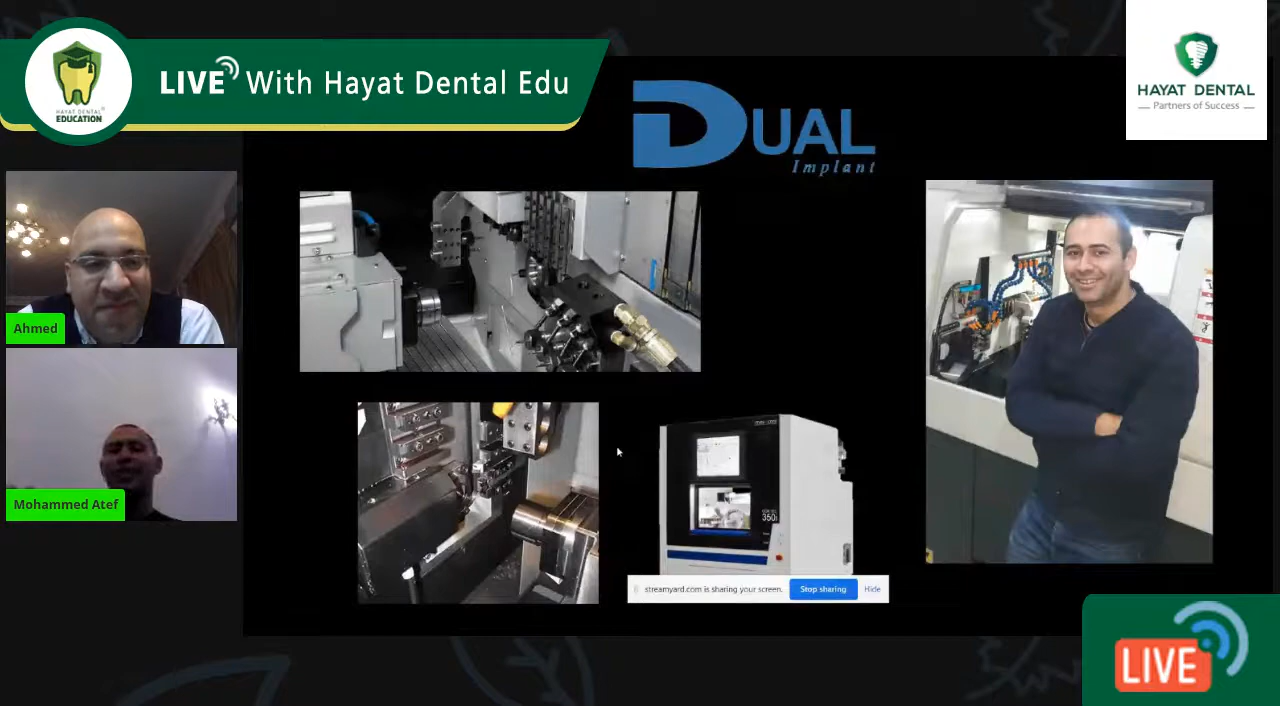 LIVE With Hayat Dental Edu
HAYAT DENTAL
EDUCATION
HAYAT DENTAL
Partners of Success
DUAL
Implant
Ahmed
Mohammed Atef
350i
streamyard.com is sharing your screen.
Stop sharing
Hide
LIVE